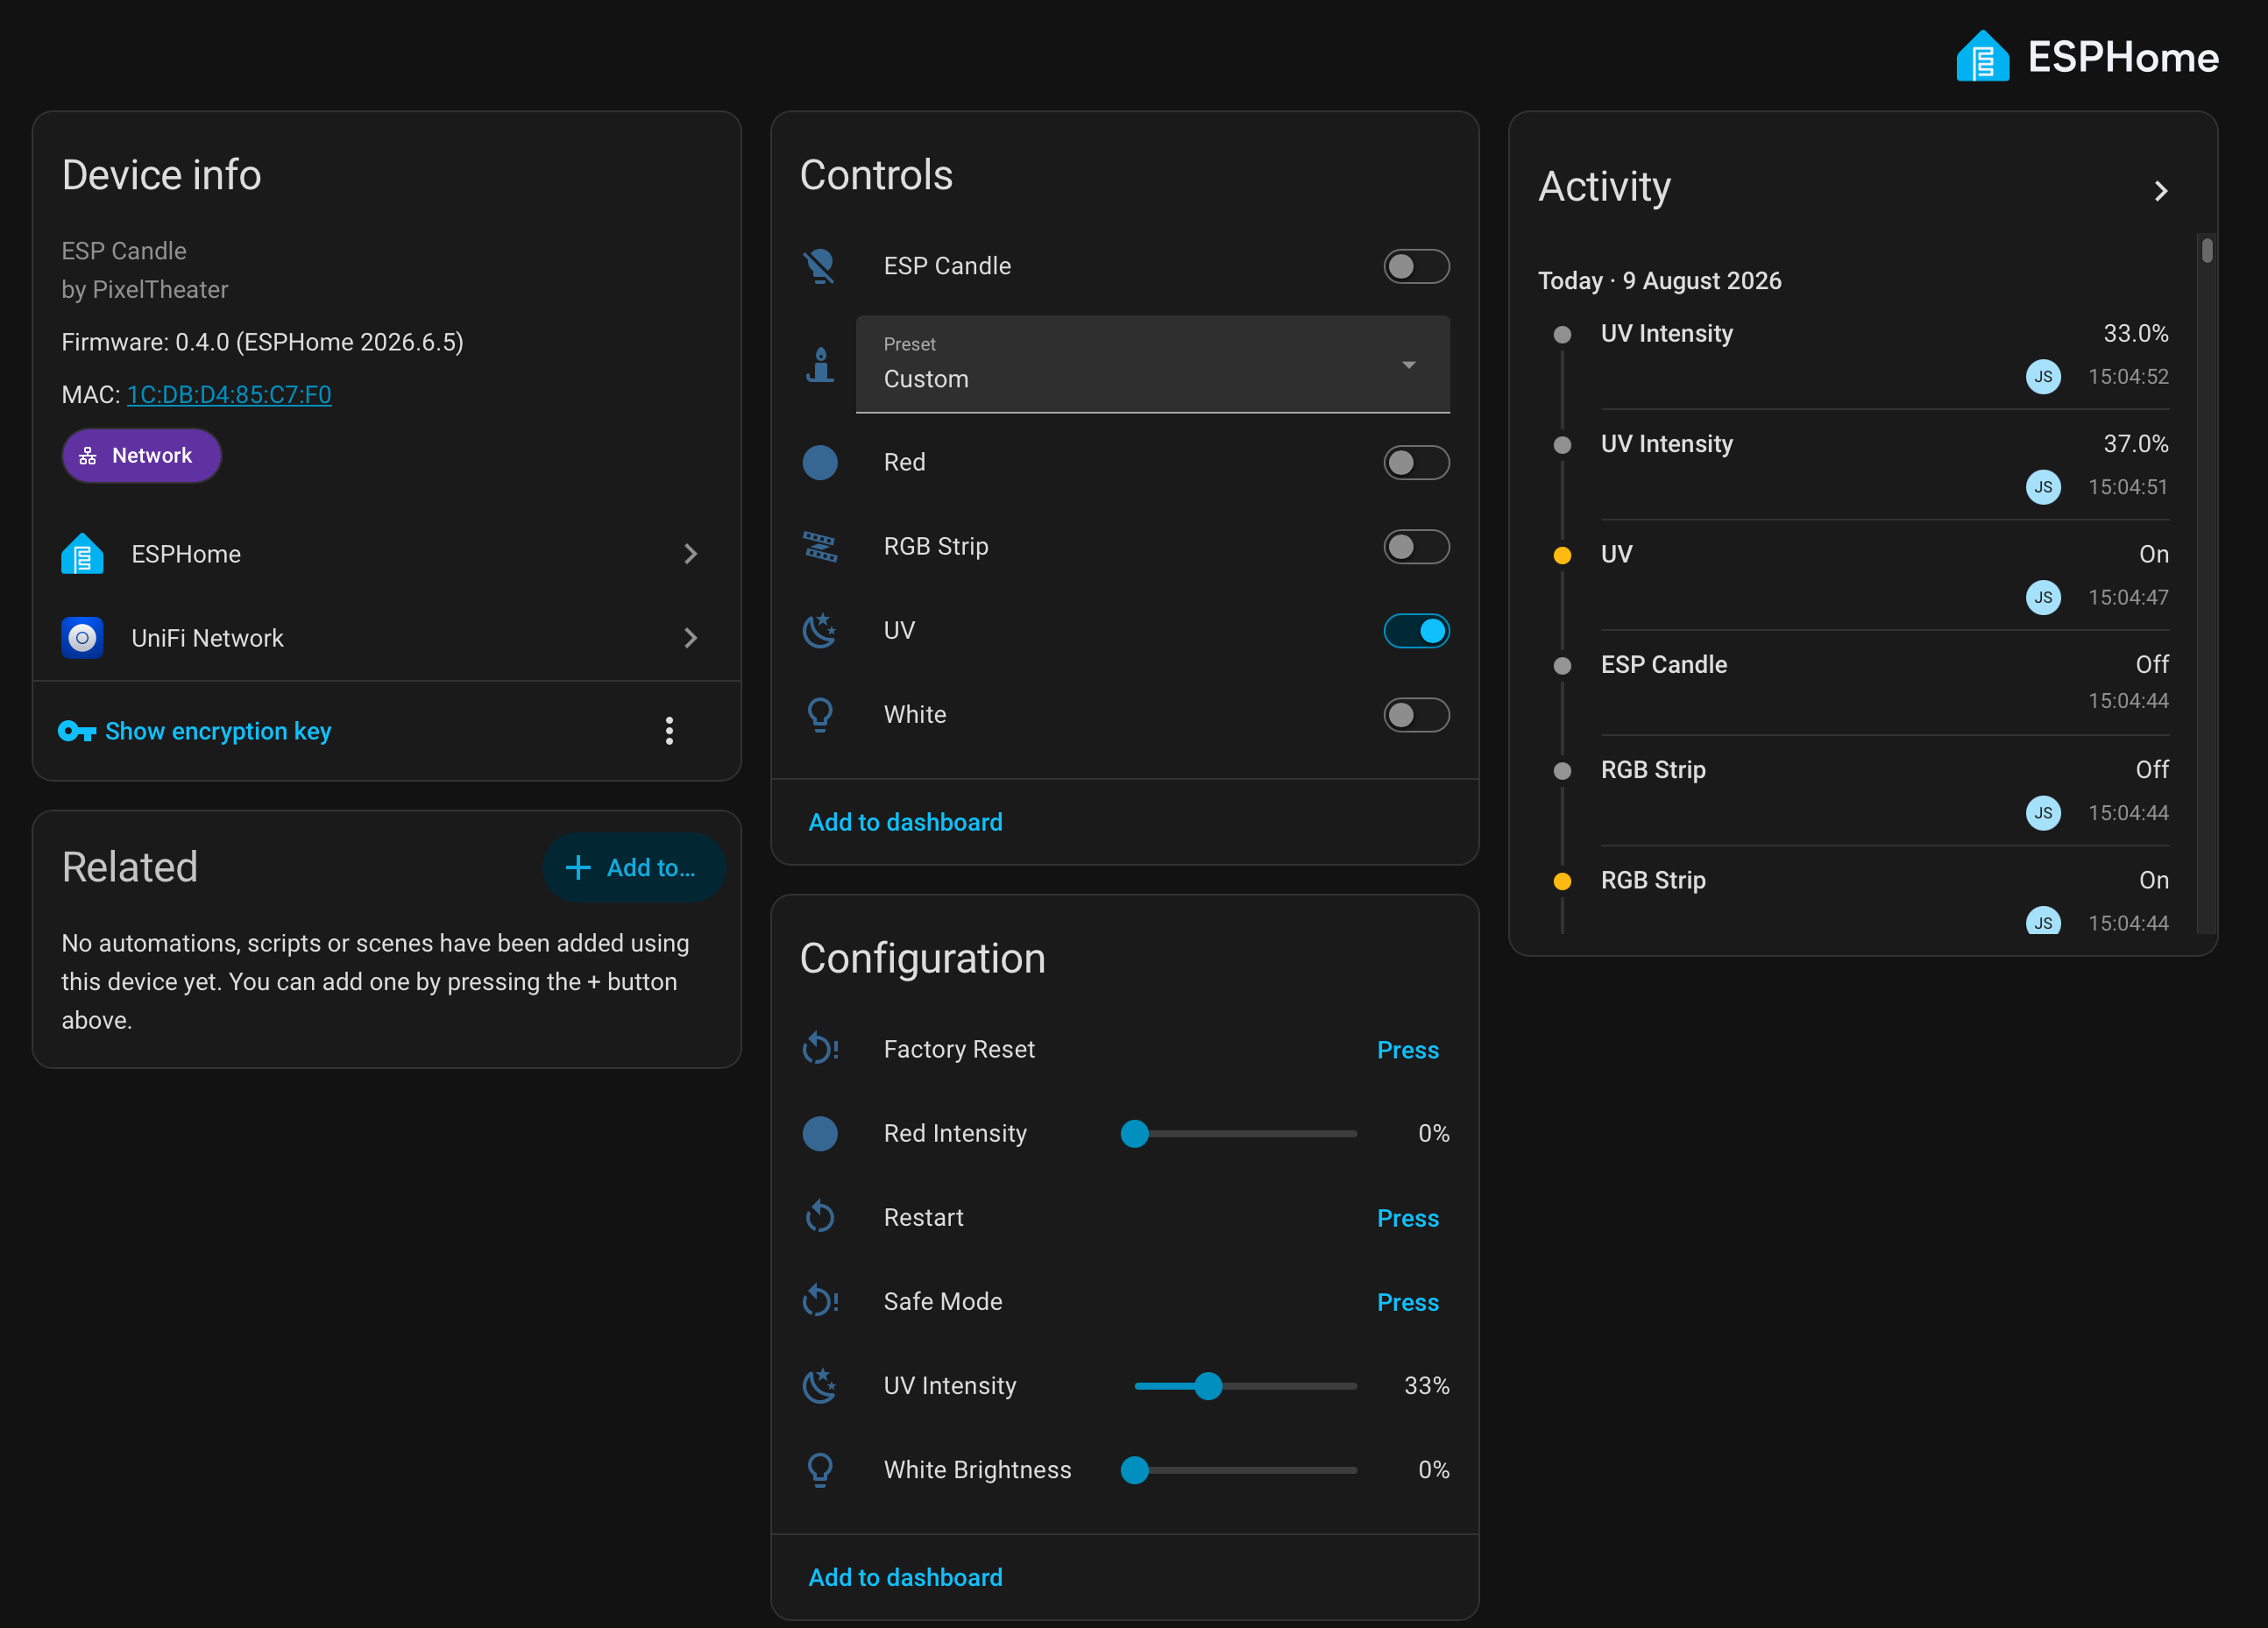 ESPHome
Device info
ESP Candle
by PixelTheater
Firmware: 0.4.0 (ESPHome 2026.6.5)
MAC: 1C:DB:D4:85:C7:F0
Network
ESPHome
UniFi Network
Show encryption key
Related
Add to...
No automations, scripts or scenes have been added using
this device yet. You can add one by pressing the + button
above.
Controls
ESP Candle
Preset
Custom
Red
RGB Strip
UV
White
Add to dashboard
Configuration
Factory Reset Press
Red Intensity 0%
Restart Press
Safe Mode Press
UV Intensity 33%
White Brightness 0%
Add to dashboard
Activity
Today · 9 August 2026
UV Intensity 33.0%
JS 15:04:52
UV Intensity 37.0%
JS 15:04:51
UV On
JS 15:04:47
ESP Candle Off
15:04:44
RGB Strip Off
JS 15:04:44
RGB Strip On
JS 15:04:44